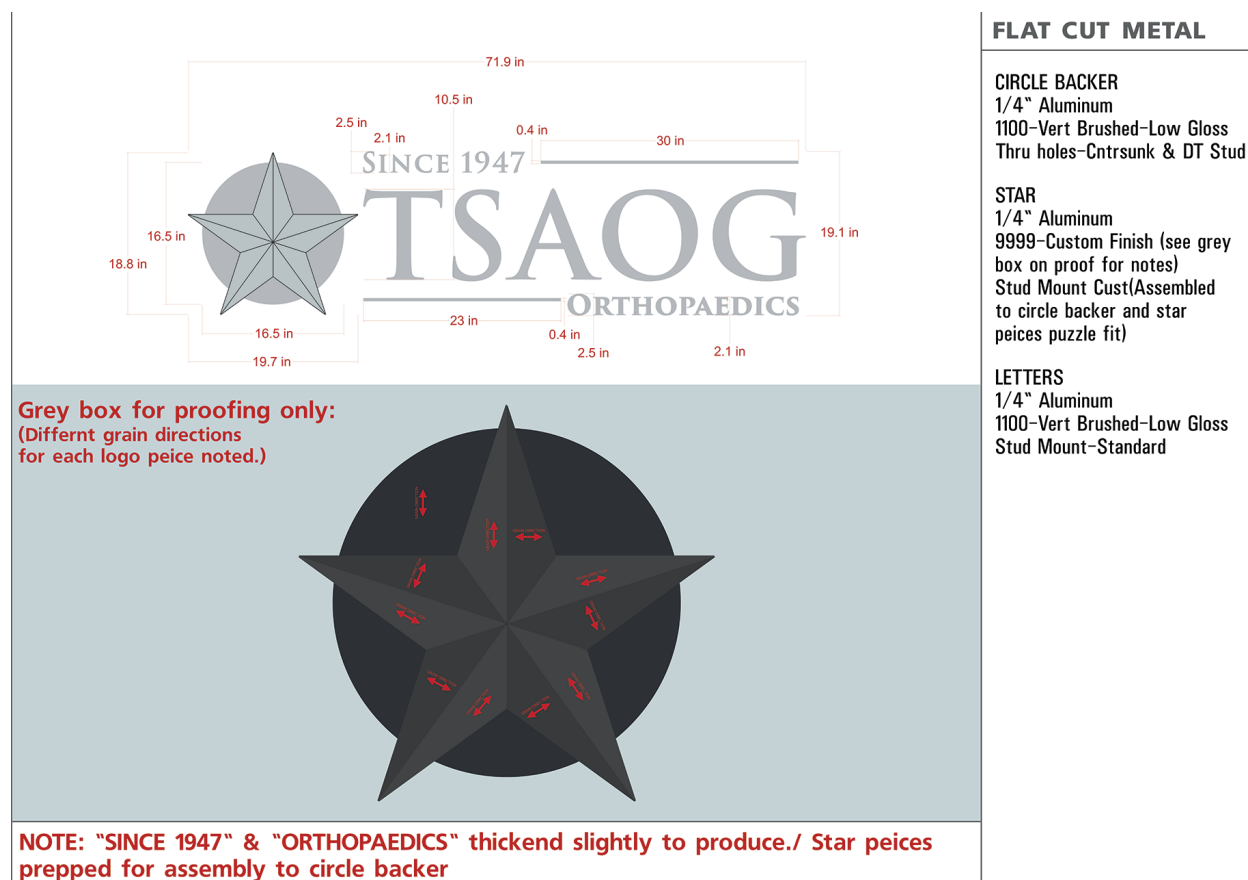 FLAT CUT METAL
CIRCLE BACKER
1/4" Aluminum
1100-Vert Brushed-Low Gloss
Thru holes-Cntrsunk & DT Stud
STAR
1/4" Aluminum
9999-Custom Finish (see grey
box on proof for notes)
Stud Mount Cust(Assembled
to circle backer and star
peices puzzle fit)
LETTERS
1/4" Aluminum
1100-Vert Brushed-Low Gloss
Stud Mount-Standard
71.9 in
10.5 in
2.5 in
2.1 in
0.4 in
30 in
SINCE 1947
TSAOG
ORTHOPAEDICS
16.5 in
18.8 in
19.1 in
23 in
16.5 in
0.4 in
19.7 in
2.5 in
2.1 in
Grey box for proofing only:
(Differnt grain directions
for each logo peice noted.)
NOTE: "SINCE 1947" & "ORTHOPAEDICS" thickend slightly to produce./ Star peices
prepped for assembly to circle backer